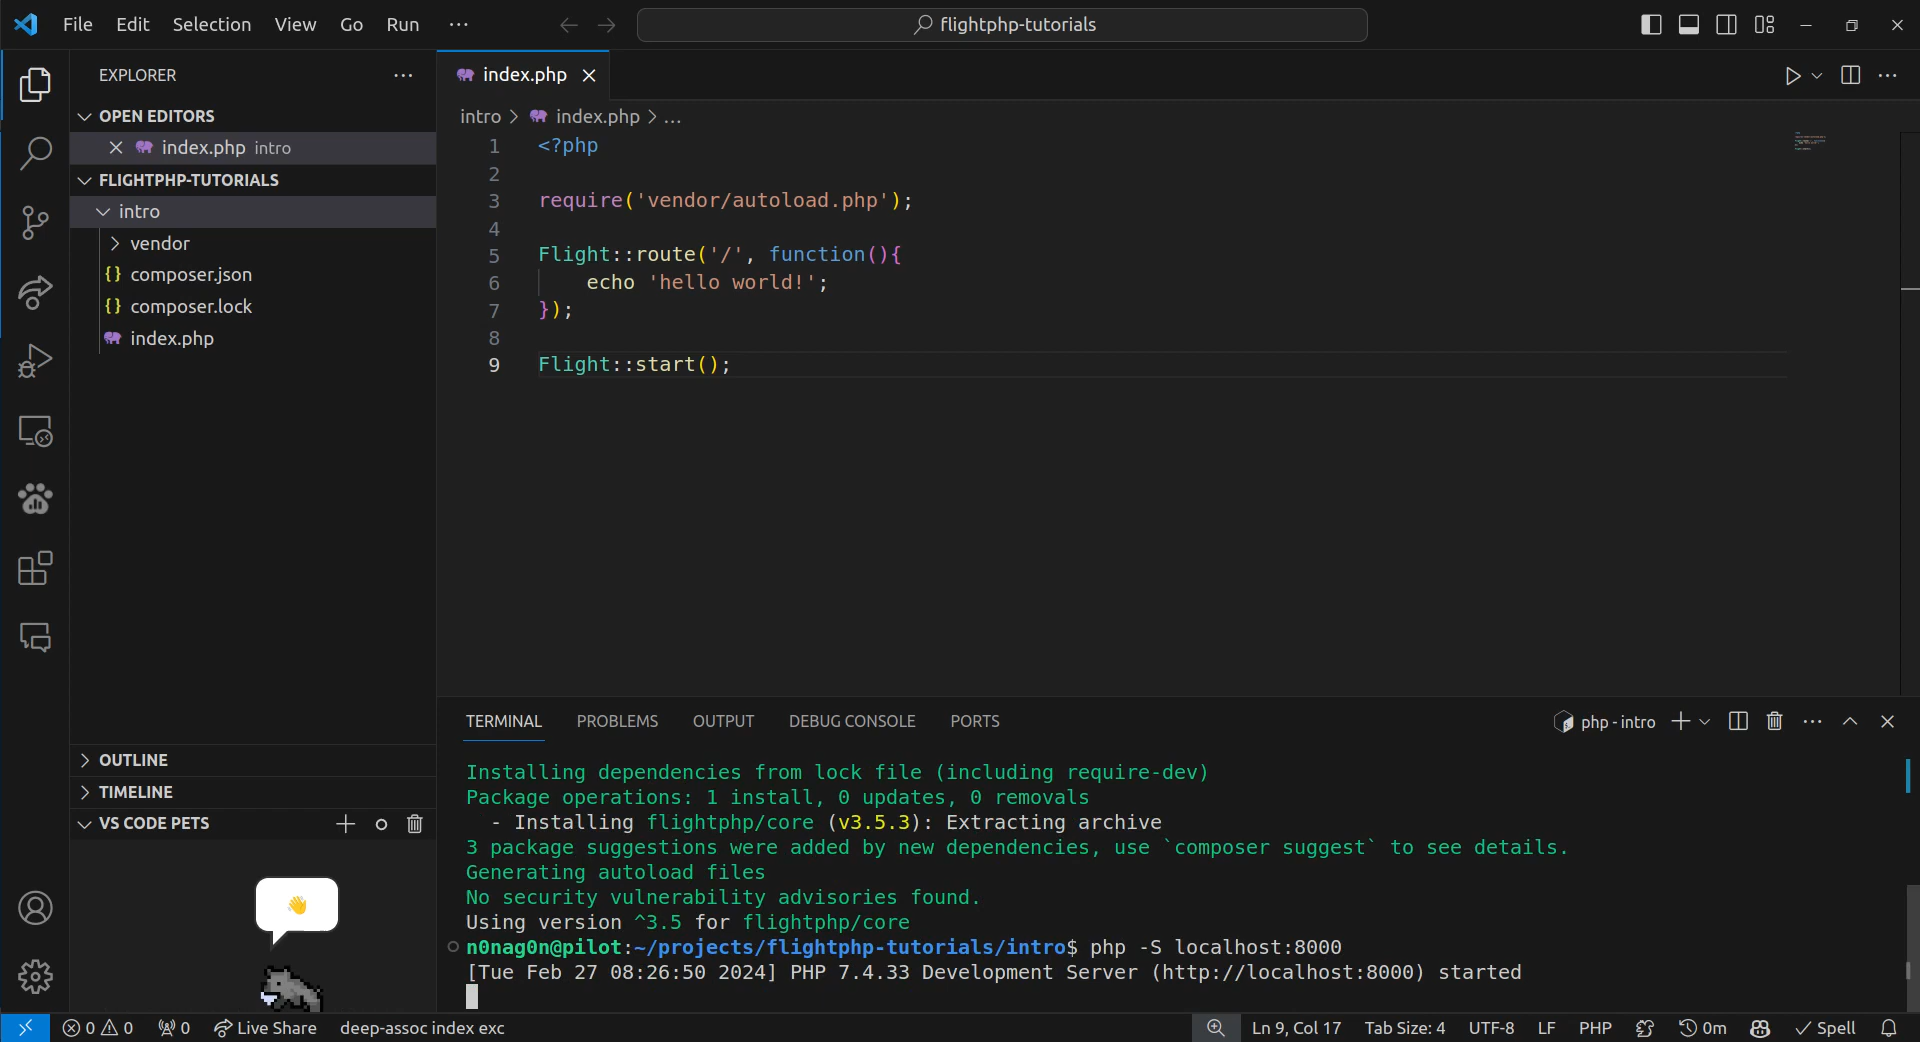 File Edit Selection View Go Run ···
flightphp-tutorials
EXPLORER
OPEN EDITORS
index.php intro
FLIGHTPHP-TUTORIALS
intro
vendor
{} composer.json
{} composer.lock
index.php
OUTLINE
TIMELINE
VS CODE PETS
index.php
intro > index.php > ...
1 <?php
2
3 require('vendor/autoload.php');
4
5 Flight::route('/', function(){
6     echo 'hello world!';
7 });
8
9 Flight::start();
TERMINAL PROBLEMS OUTPUT DEBUG CONSOLE PORTS
php - intro
Installing dependencies from lock file (including require-dev)
Package operations: 1 install, 0 updates, 0 removals
  - Installing flightphp/core (v3.5.3): Extracting archive
3 package suggestions were added by new dependencies, use `composer suggest` to see details.
Generating autoload files
No security vulnerability advisories found.
Using version ^3.5 for flightphp/core
n0nag0n@pilot:~/projects/flightphp-tutorials/intro$ php -S localhost:8000
[Tue Feb 27 08:26:50 2024] PHP 7.4.33 Development Server (http://localhost:8000) started
0 0 0 Live Share deep-assoc index exc Ln 9, Col 17 Tab Size: 4 UTF-8 LF PHP 0m Spell